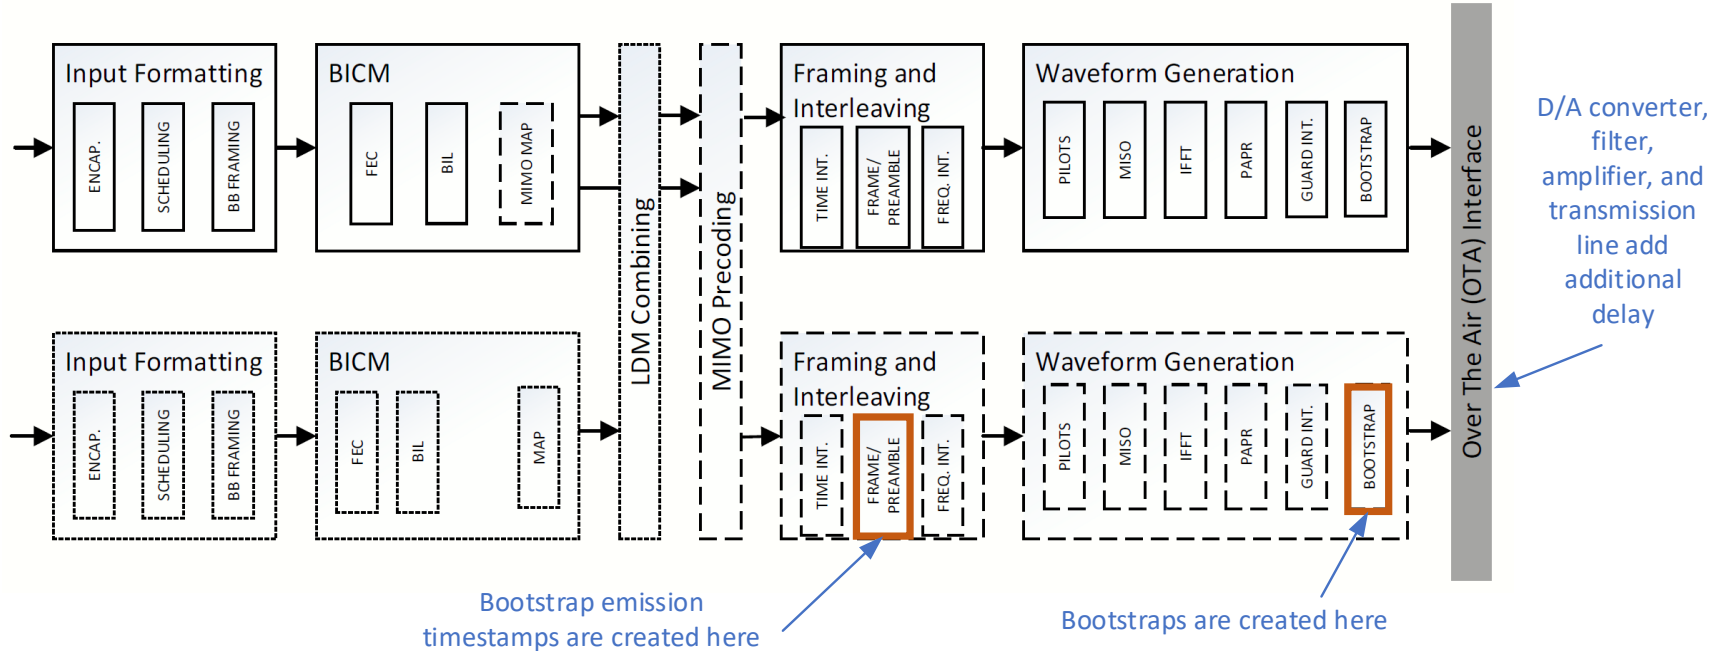 Input Formatting
ENCAP.
SCHEDULING
BB FRAMING
BICM
FEC
BIL
MIMO MAP
LDM Combining
MIMO Precoding
Framing and
Interleaving
TIME INT.
FRAME/
PREAMBLE
FREQ. INT.
Waveform Generation
PILOTS
MISO
IFFT
PAPR
GUARD INT.
BOOTSTRAP
Over The Air (OTA) Interface
D/A converter,
filter,
amplifier, and
transmission
line add
additional
delay
Input Formatting
ENCAP.
SCHEDULING
BB FRAMING
BICM
FEC
BIL
MAP
Framing and
Interleaving
TIME INT.
FRAME/
PREAMBLE
FREQ. INT.
Waveform Generation
PILOTS
MISO
IFFT
PAPR
GUARD INT.
BOOTSTRAP
Bootstrap emission
timestamps are created here
Bootstraps are created here